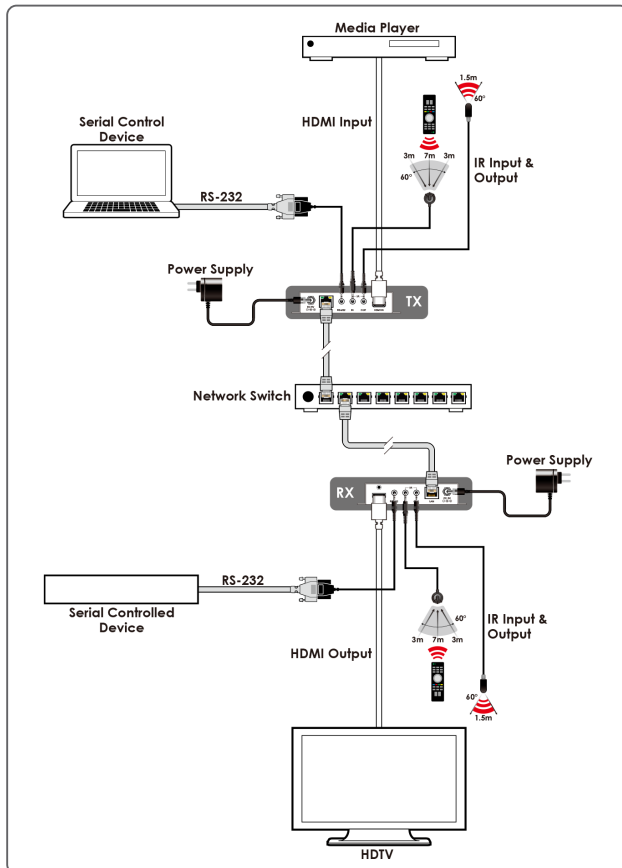 Media Player
1.5m
60°
HDMI Input
Serial Control
Device
3m 7m 3m
60°
IR Input &
Output
RS-232
Power Supply
TX
Network Switch
Power Supply
RX
RS-232
Serial Controlled
Device
60°
3m 7m 3m
IR Input &
Output
HDMI Output
60°
1.5m
HDTV